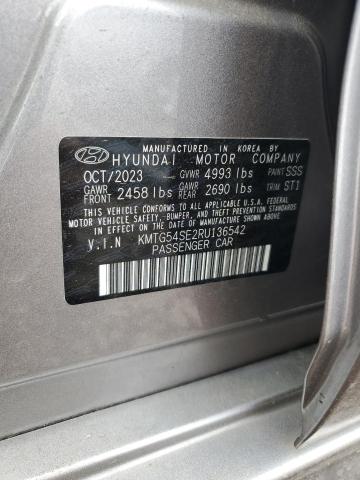 MANUFACTURED IN KOREA BY
HYUNDAI MOTOR COMPANY
OCT/2023 GVWR 4993 lbs PAINT SSS
GAWR FRONT 2458 lbs GAWR REAR 2690 lbs TRIM STI
THIS VEHICLE CONFORMS TO ALL APPLICABLE U.S.A. FEDERAL
MOTOR VEHICLE SAFETY, BUMPER, AND THEFT PREVENTION STANDARDS
IN EFFECT ON THE DATE OF MANUFACTURE SHOWN ABOVE.
V.I.N KMTG54SE2RU136542
PASSENGER CAR